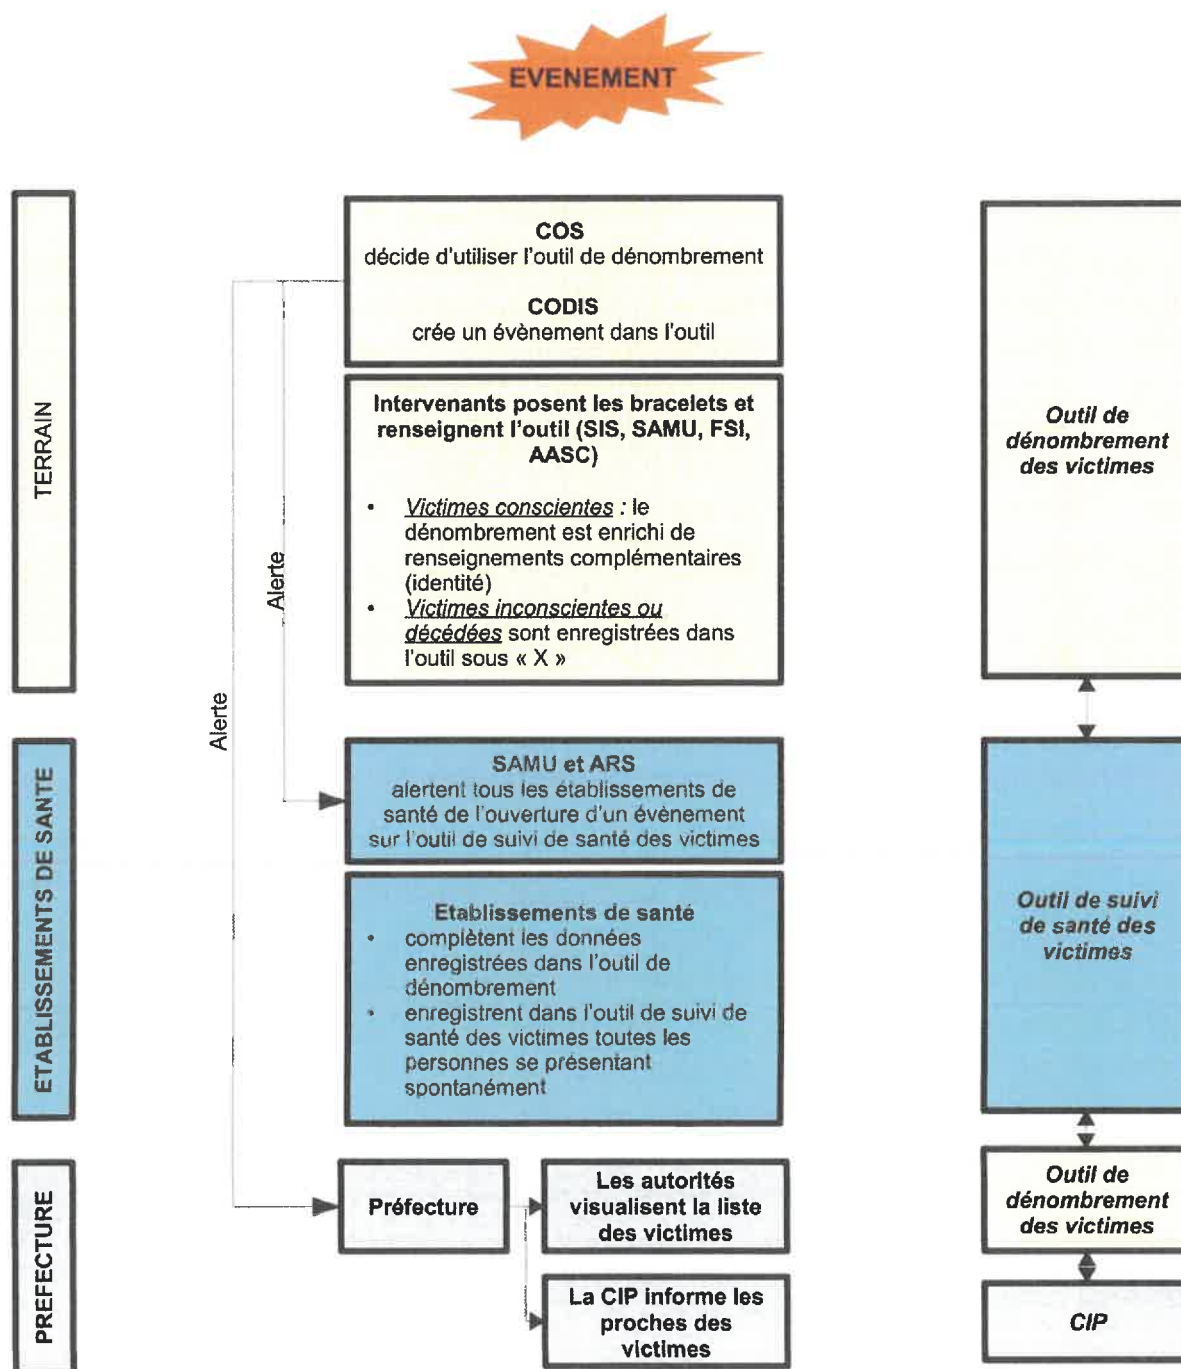 EVENEMENT
TERRAIN
COS
décide d'utiliser l'outil de dénombrement
CODIS
crée un évènement dans l'outil
Intervenants posent les bracelets et
renseignent l'outil (SIS, SAMU, FSI,
AASC)
• Victimes conscientes : le
dénombrement est enrichi de
renseignements complémentaires
(identité)
• Victimes inconscientes ou
décédées sont enregistrées dans
l'outil sous « X »
Outil de
dénombrement
des victimes
Alerte
Alerte
ETABLISSEMENTS DE SANTE
SAMU et ARS
alertent tous les établissements de
santé de l'ouverture d'un évènement
sur l'outil de suivi de santé des victimes
Etablissements de santé
• complètent les données
enregistrées dans l'outil de
dénombrement
• enregistrent dans l'outil de suivi de
santé des victimes toutes les
personnes se présentant
spontanément
Outil de suivi
de santé des
victimes
PREFECTURE
Préfecture
Les autorités
visualisent la liste
des victimes
La CIP informe les
proches des
victimes
Outil de
dénombrement
des victimes
CIP